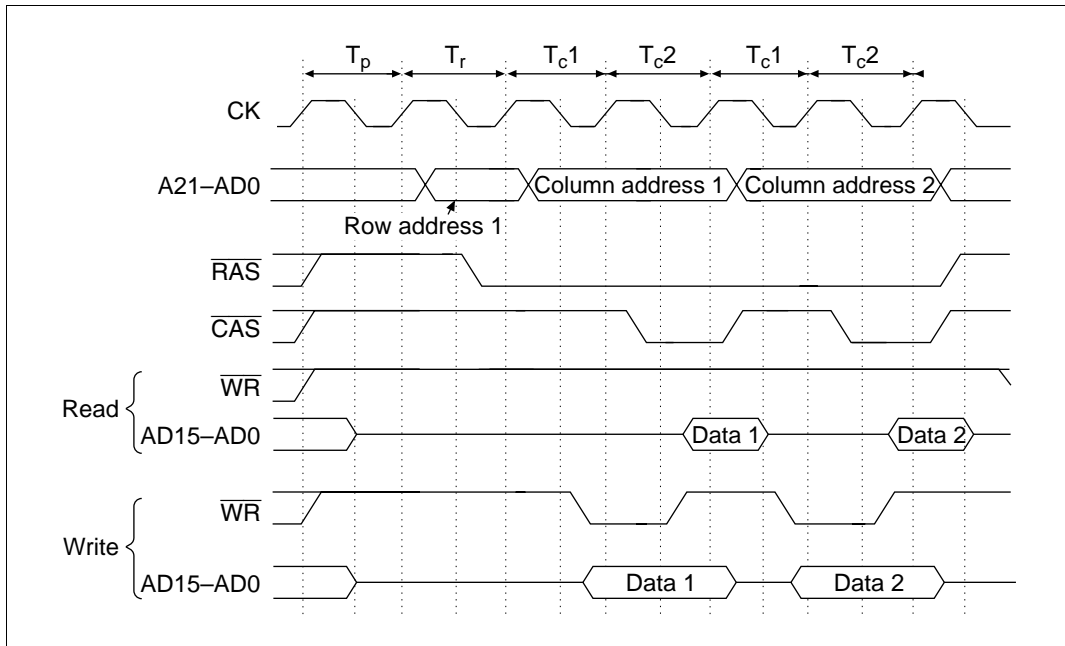 Tp Tr Tc1 Tc2 Tc1 Tc2
CK
A21–AD0 Column address 1 Column address 2
Row address 1
RAS
CAS
WR
Read
AD15–AD0 Data 1 Data 2
WR
Write
AD15–AD0 Data 1 Data 2